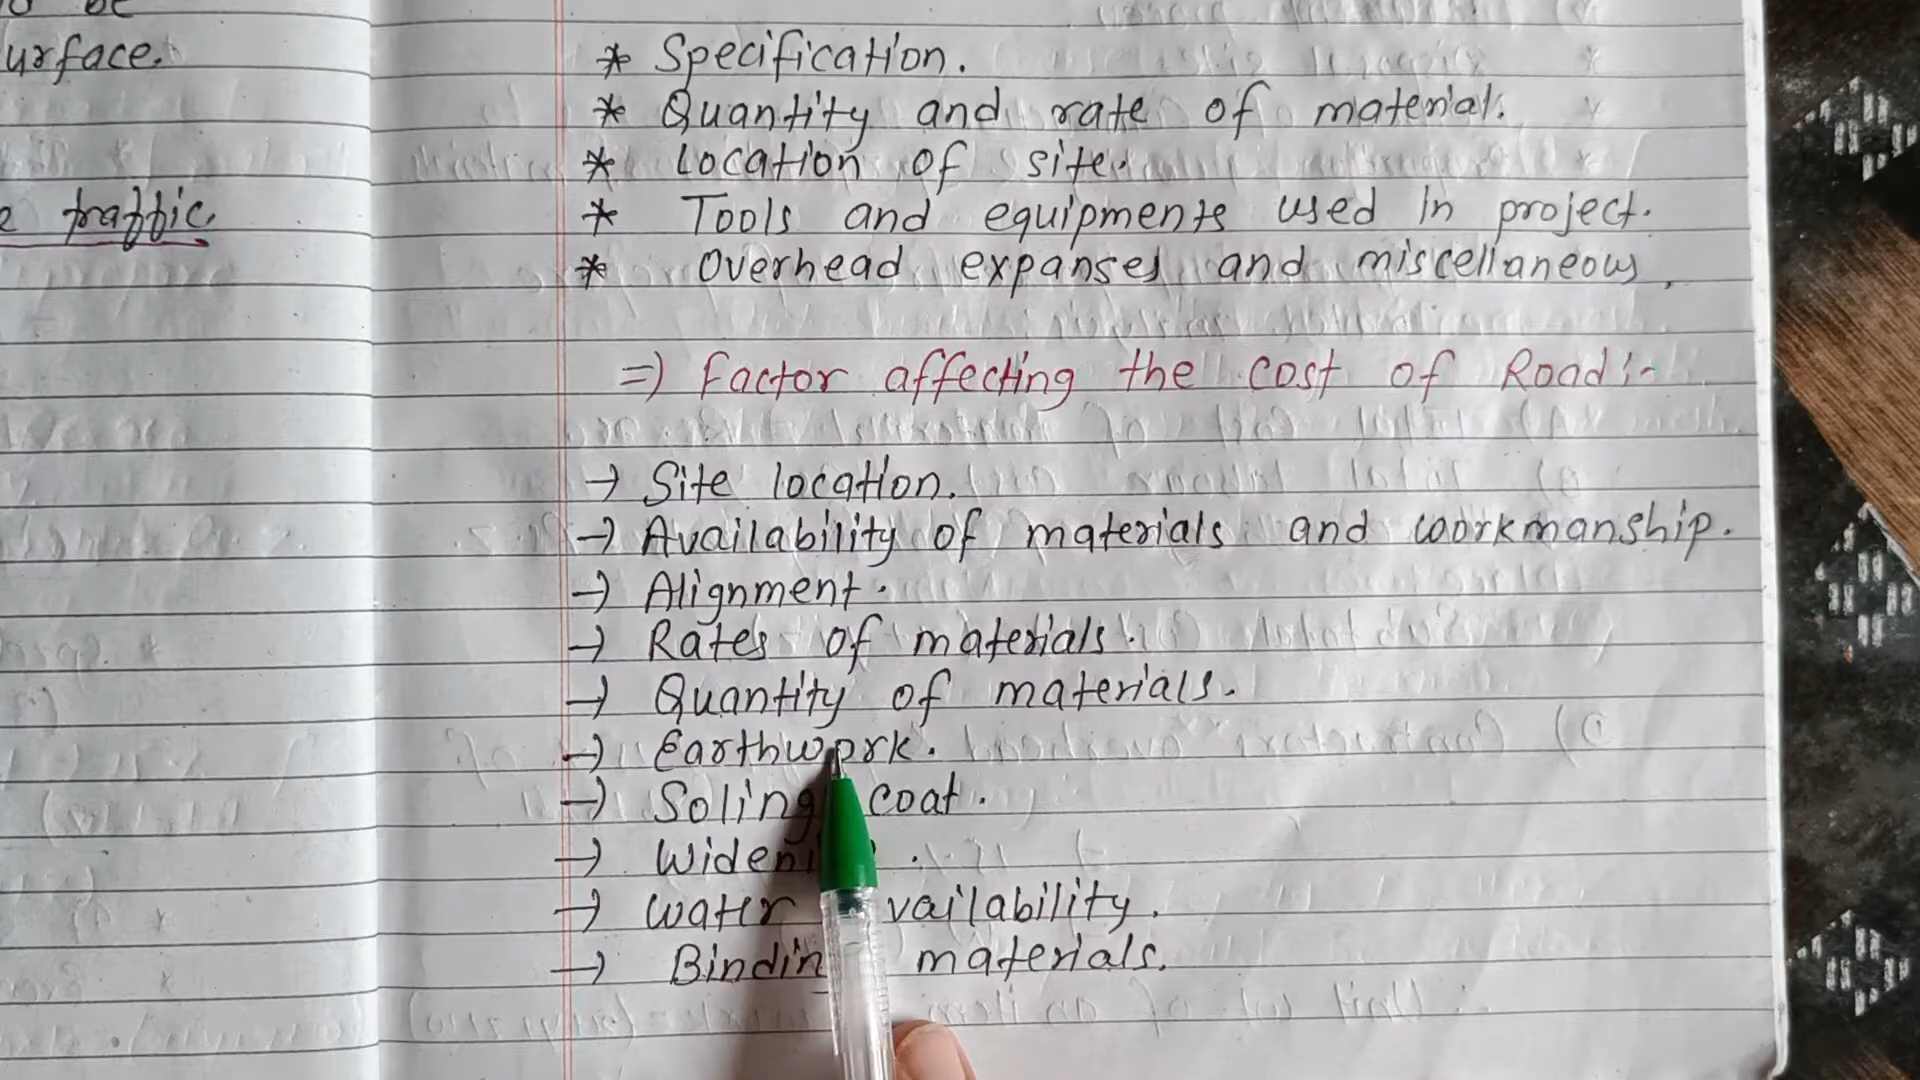 urface.
e traffic.
* Specification.
* Quantity and rate of material.
* Location of site.
* Tools and equipments used in project.
* Overhead expanses and miscellaneous
=) Factor affecting the cost of Road:-
→ Site location.
→ Availability of materials and workmanship.
→ Alignment.
→ Rates of materials.
→ Quantity of materials.
→ Earthwork.
→ Soling coat.
→ Wideni
→ Water vailability.
→ Bindin materials.